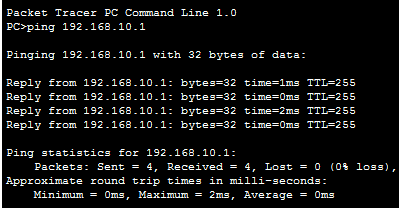 Packet Tracer PC Command Line 1.0
PC>ping 192.168.10.1
Pinging 192.168.10.1 with 32 bytes of data:
Reply from 192.168.10.1: bytes=32 time=1ms TTL=255
Reply from 192.168.10.1: bytes=32 time=0ms TTL=255
Reply from 192.168.10.1: bytes=32 time=2ms TTL=255
Reply from 192.168.10.1: bytes=32 time=0ms TTL=255
Ping statistics for 192.168.10.1:
Packets: Sent = 4, Received = 4, Lost = 0 (0% loss),
Approximate round trip times in milli-seconds:
Minimum = 0ms, Maximum = 2ms, Average = 0ms